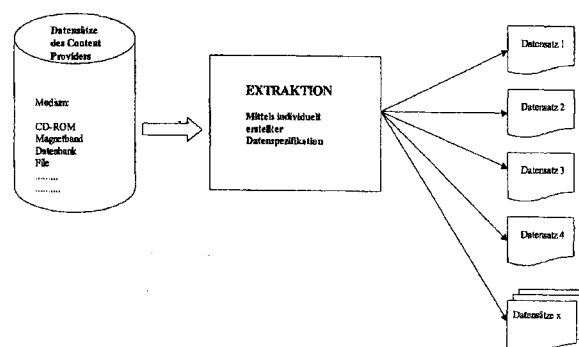 Datensätze
des Content
Providers
Medium:
CD-ROM
Magnetband
Datenbank
File
.........
.........
EXTRAKTION
Mittels individuell
erstellter
Datenspezifikation
Datensatz 1
Datensatz 2
Datensatz 3
Datensatz 4
Datensätze x